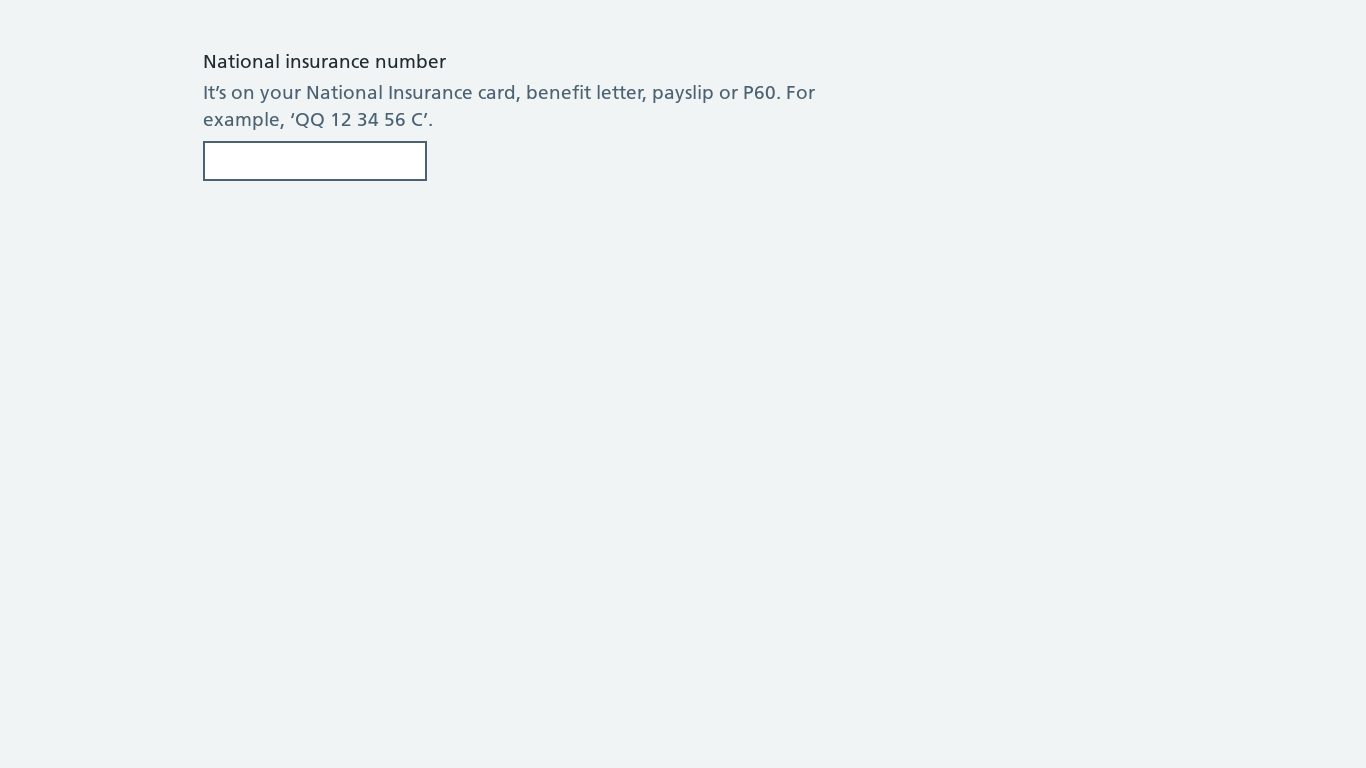 National insurance number
It’s on your National Insurance card, benefit letter, payslip or P60. For
example, ‘QQ 12 34 56 C’.